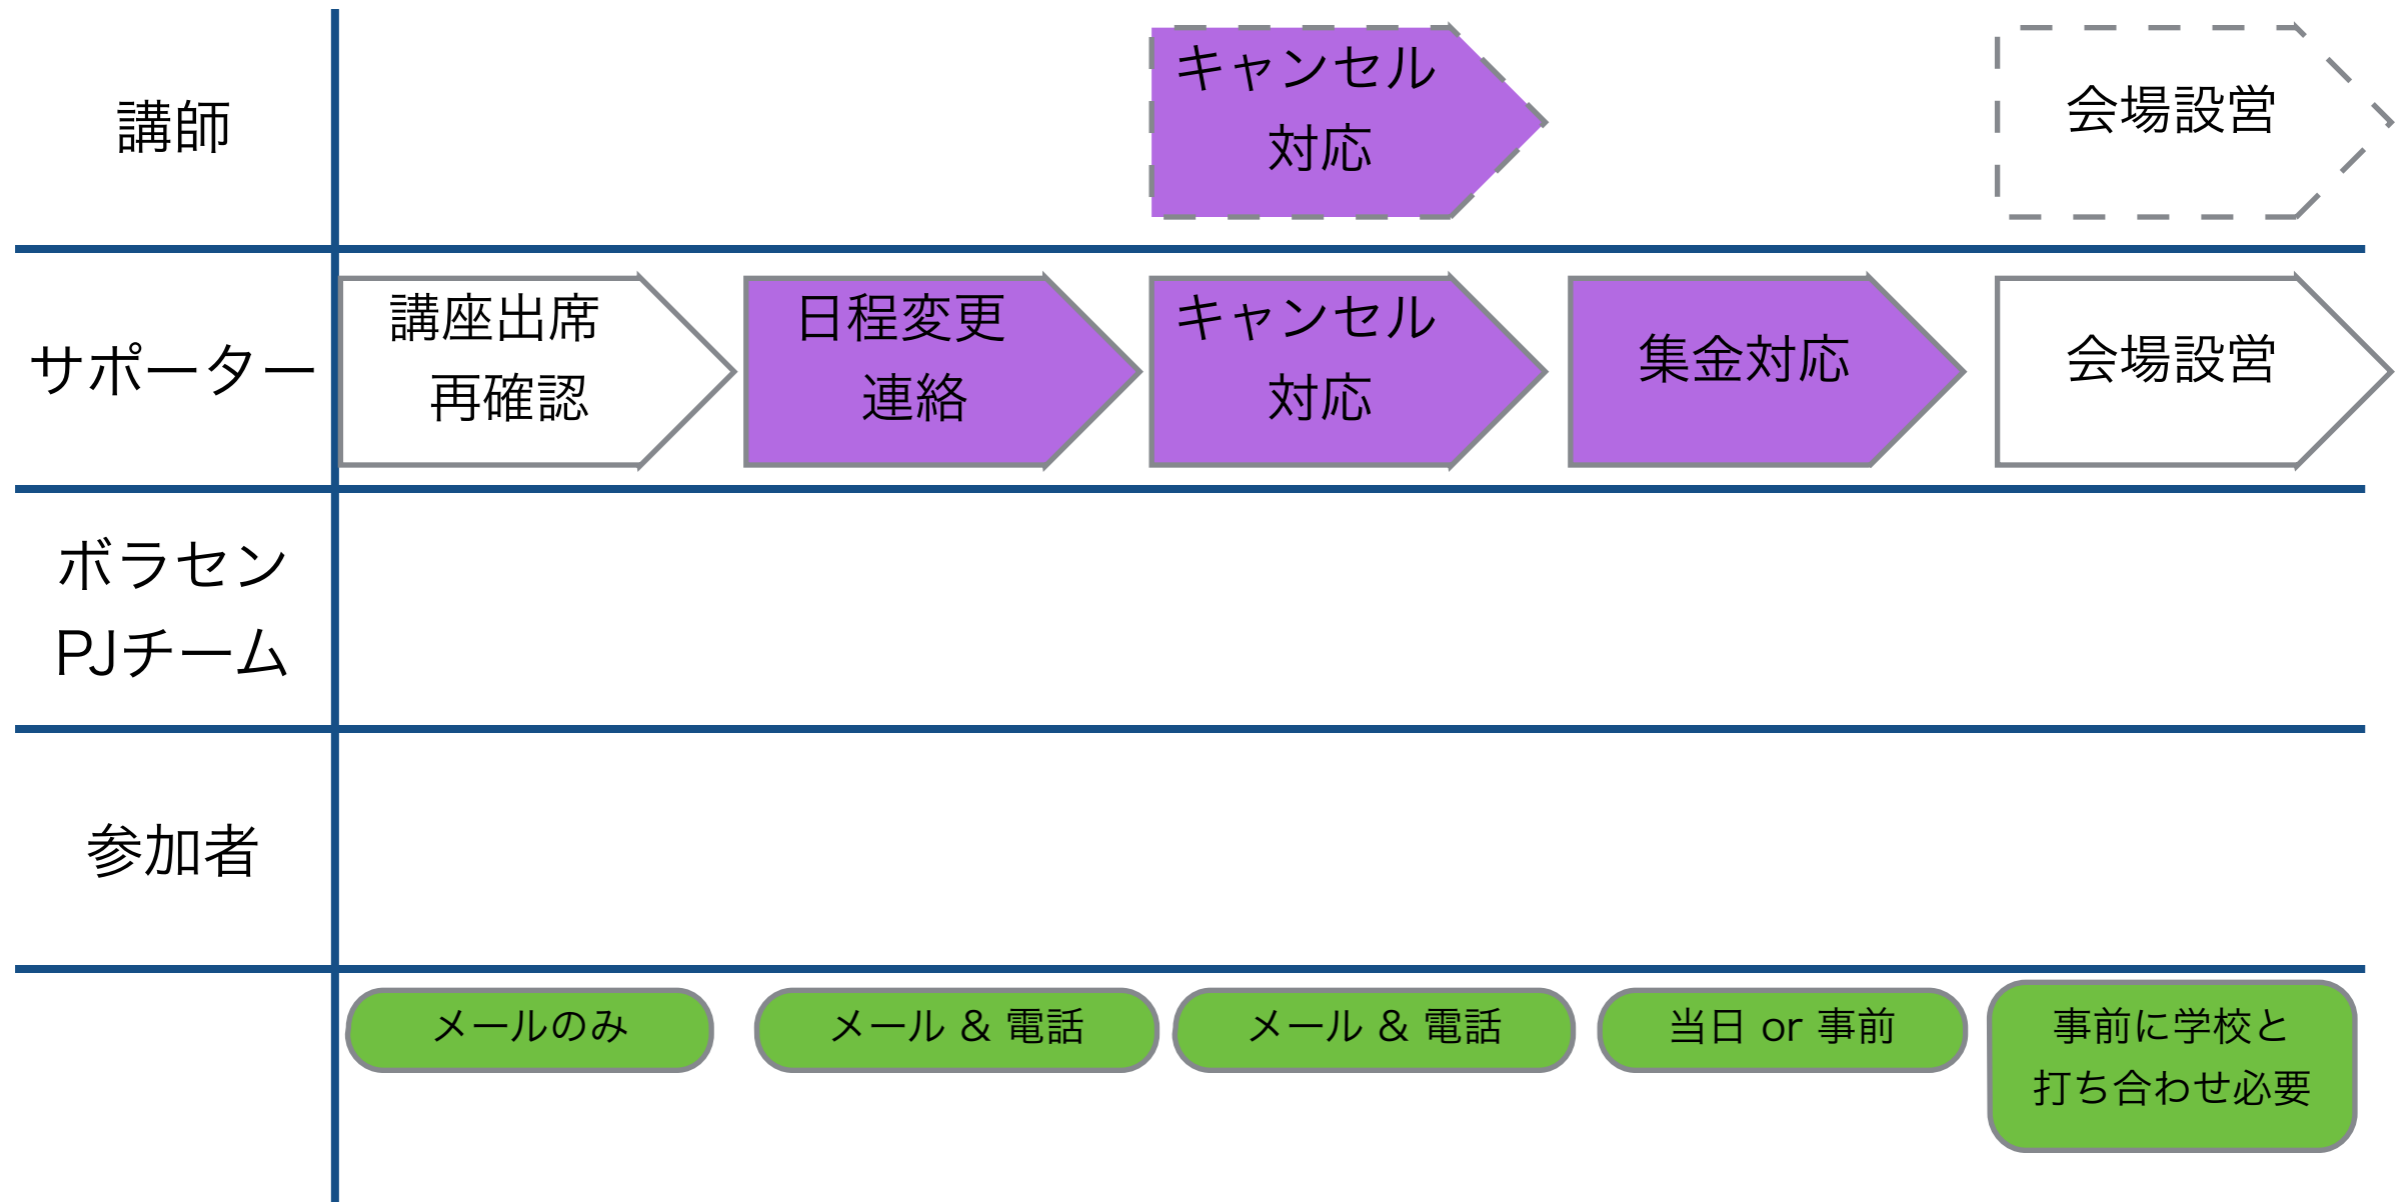 講師
キャンセル
対応
会場設営
サポーター
講座出席
再確認
日程変更
連絡
キャンセル
対応
集金対応
会場設営
ボラセン
PJチーム
参加者
メールのみ
メール & 電話
メール & 電話
当日 or 事前
事前に学校と
打ち合わせ必要